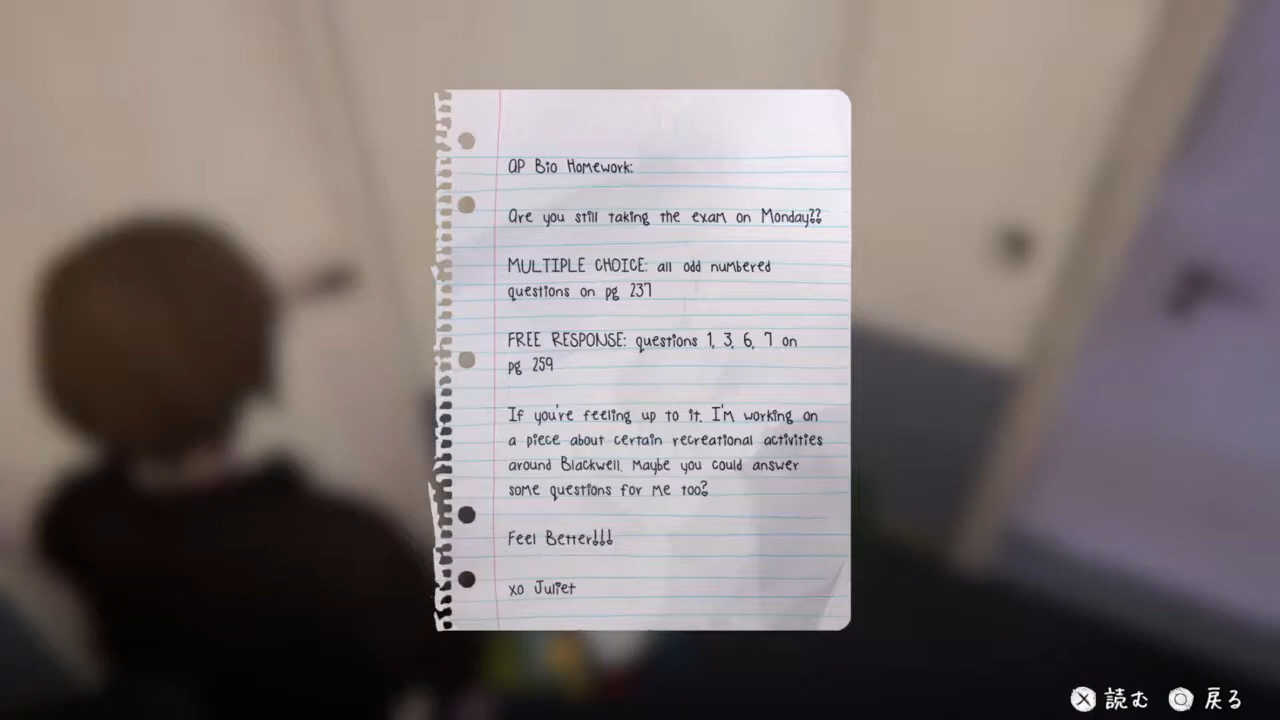 AP Bio Homework:
Are you still taking the exam on Monday??
MULTIPLE CHOICE: all odd numbered
questions on pg 237
FREE RESPONSE: questions 1, 3, 6, 7 on
pg 259
If you're feeling up to it, I'm working on
a piece about certain recreational activities
around Blackwell. Maybe you could answer
some questions for me too?
Feel Better!!!
xo Juliet
読む 戻る